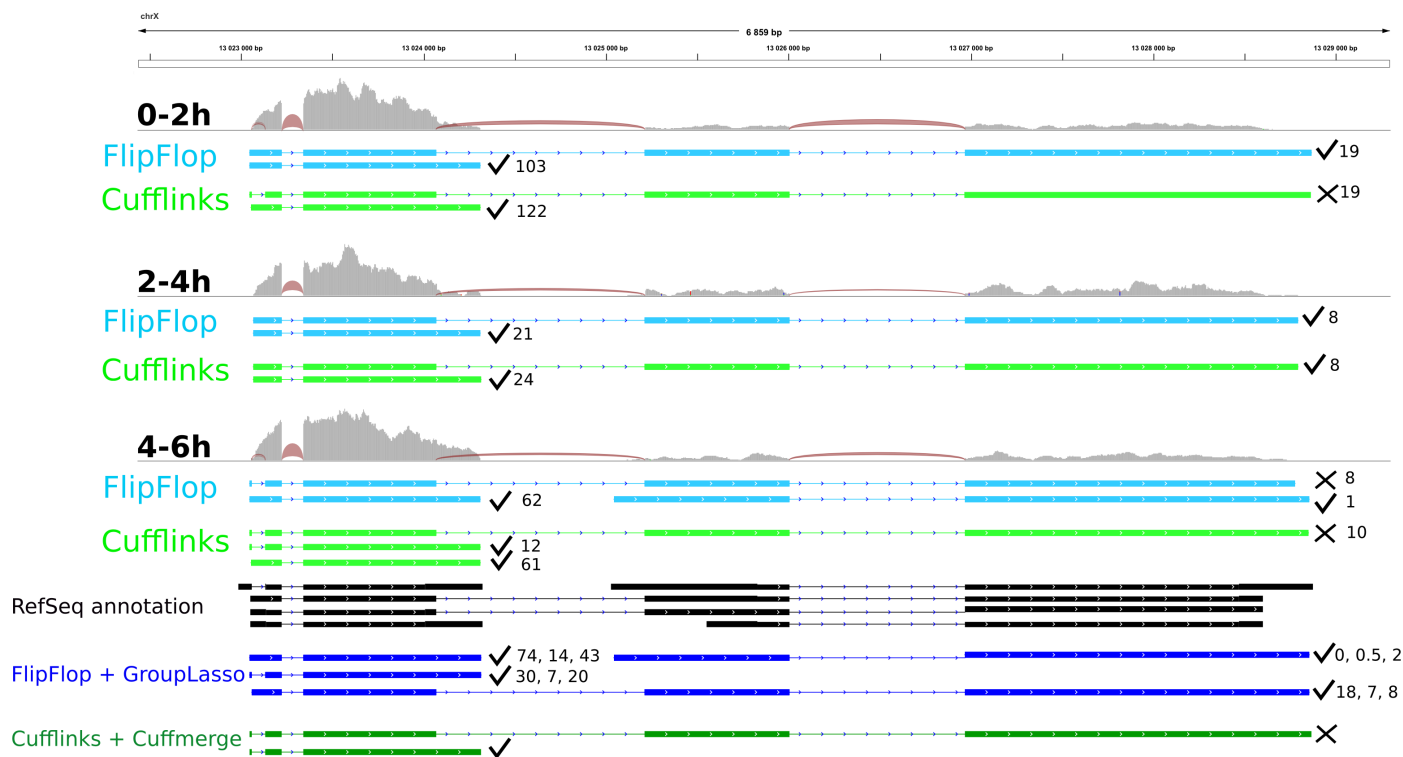 chrX
6 859 bp
13 023 000 bp 13 024 000 bp 13 025 000 bp 13 026 000 bp 13 027 000 bp 13 028 000 bp 13 029 000 bp
0-2h
FlipFlop 19
103
Cufflinks 19
122
2-4h
FlipFlop 8
21
Cufflinks 8
24
4-6h
FlipFlop 8
62 1
Cufflinks 10
12
61
RefSeq annotation
74, 14, 43 0, 0.5, 2
FlipFlop + GroupLasso 30, 7, 20
18, 7, 8
Cufflinks + Cuffmerge